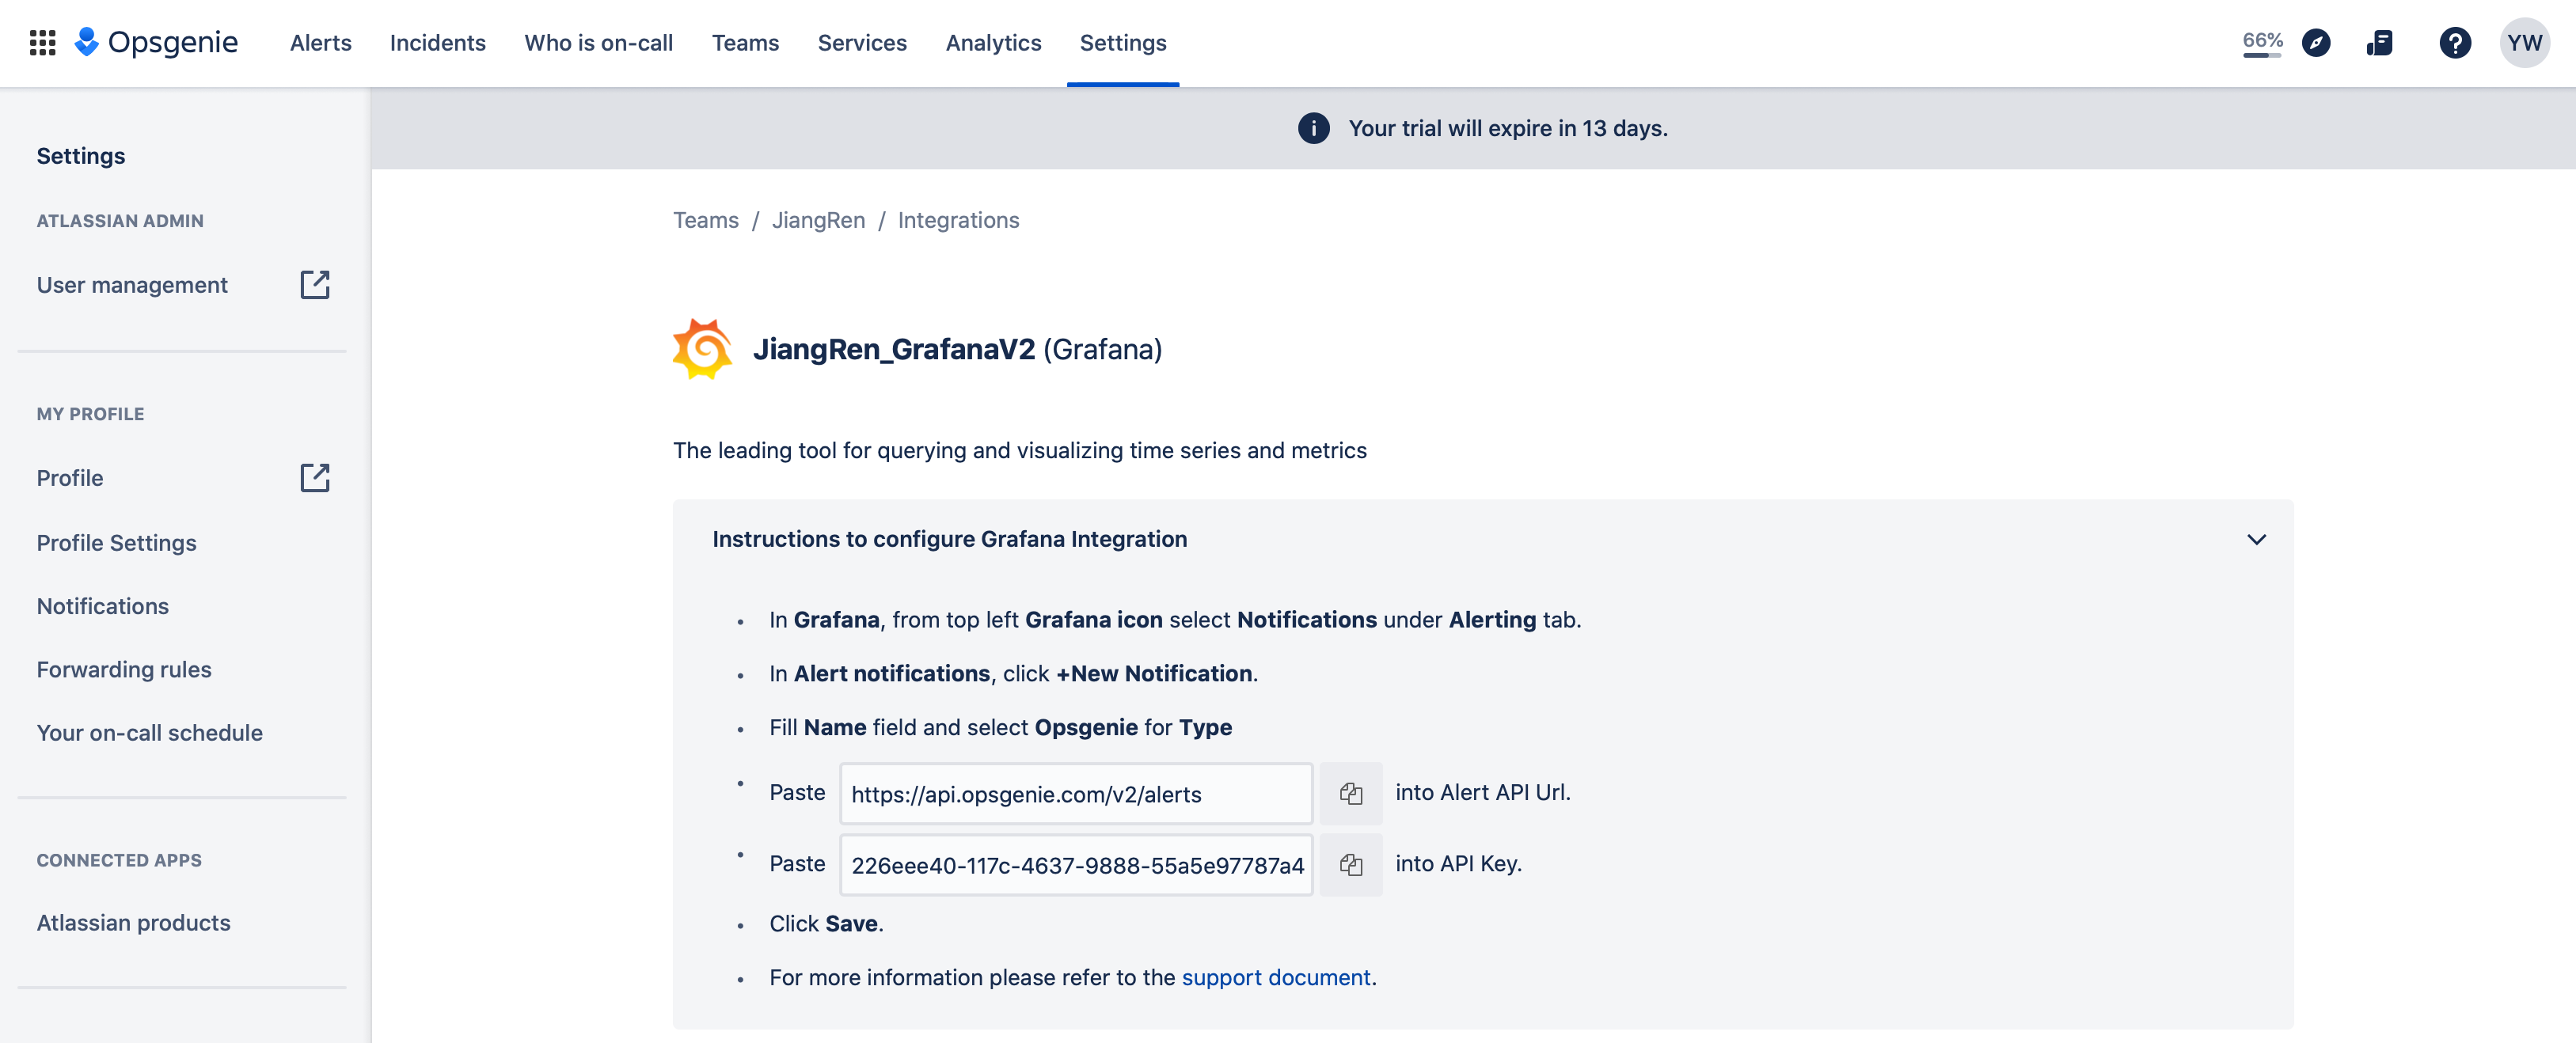 Opsgenie Alerts Incidents Who is on-call Teams Services Analytics Settings 66% YW
Your trial will expire in 13 days.
Settings
ATLASSIAN ADMIN
User management
MY PROFILE
Profile
Profile Settings
Notifications
Forwarding rules
Your on-call schedule
CONNECTED APPS
Atlassian products
Teams / JiangRen / Integrations
JiangRen_GrafanaV2 (Grafana)
The leading tool for querying and visualizing time series and metrics
Instructions to configure Grafana Integration
• In Grafana, from top left Grafana icon select Notifications under Alerting tab.
• In Alert notifications, click +New Notification.
• Fill Name field and select Opsgenie for Type
• Paste https://api.opsgenie.com/v2/alerts into Alert API Url.
• Paste 226eee40-117c-4637-9888-55a5e97787a4 into API Key.
• Click Save.
• For more information please refer to the support document.